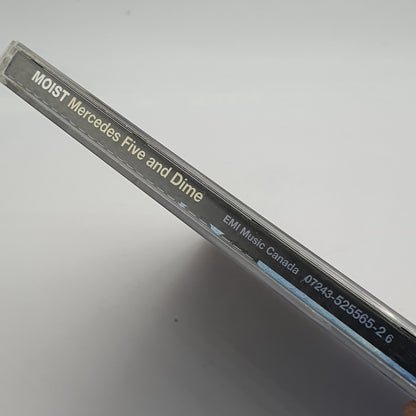 MOIST Mercedes Five and Dime EMI Music Canada 07243-525565-2 6